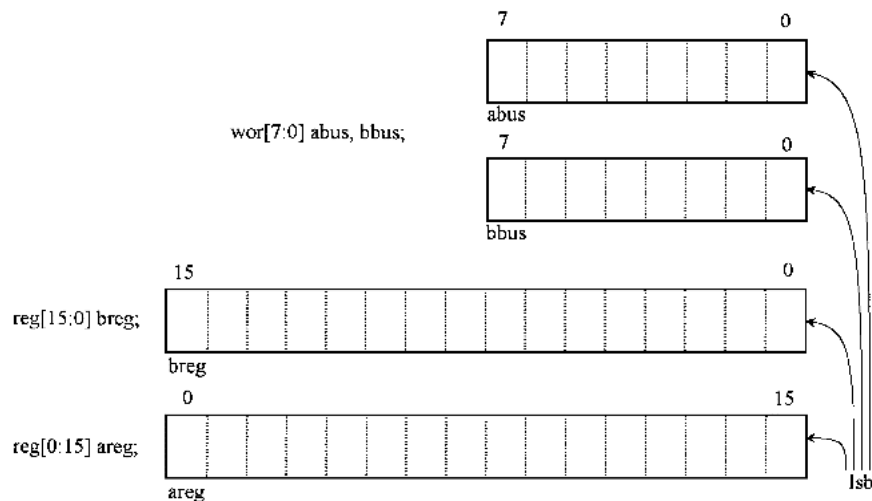 7 0
abus
wor[7:0] abus, bbus;
7 0
bbus
15 0
reg[15:0] breg;
breg
0 15
reg[0:15] areg;
areg
lsb